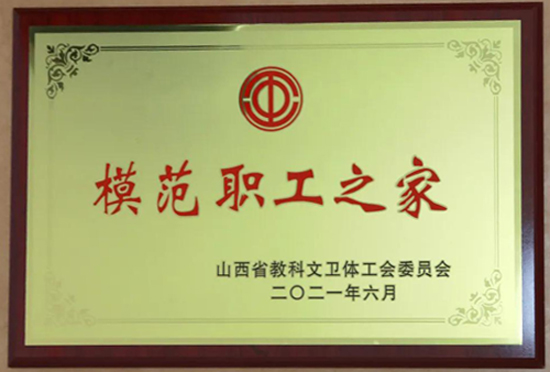 模范职工之家
山西省教科文卫体工会委员会
二〇二一年六月